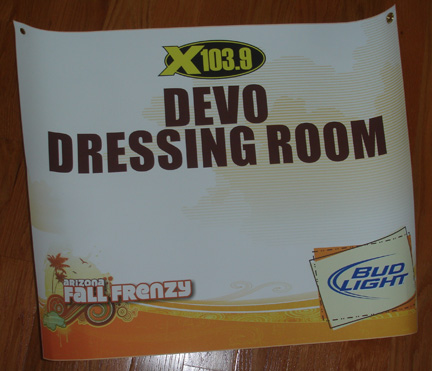 X103.9
DEVO
DRESSING ROOM
ARIZONA
FALL FRENZY
BUD
LIGHT